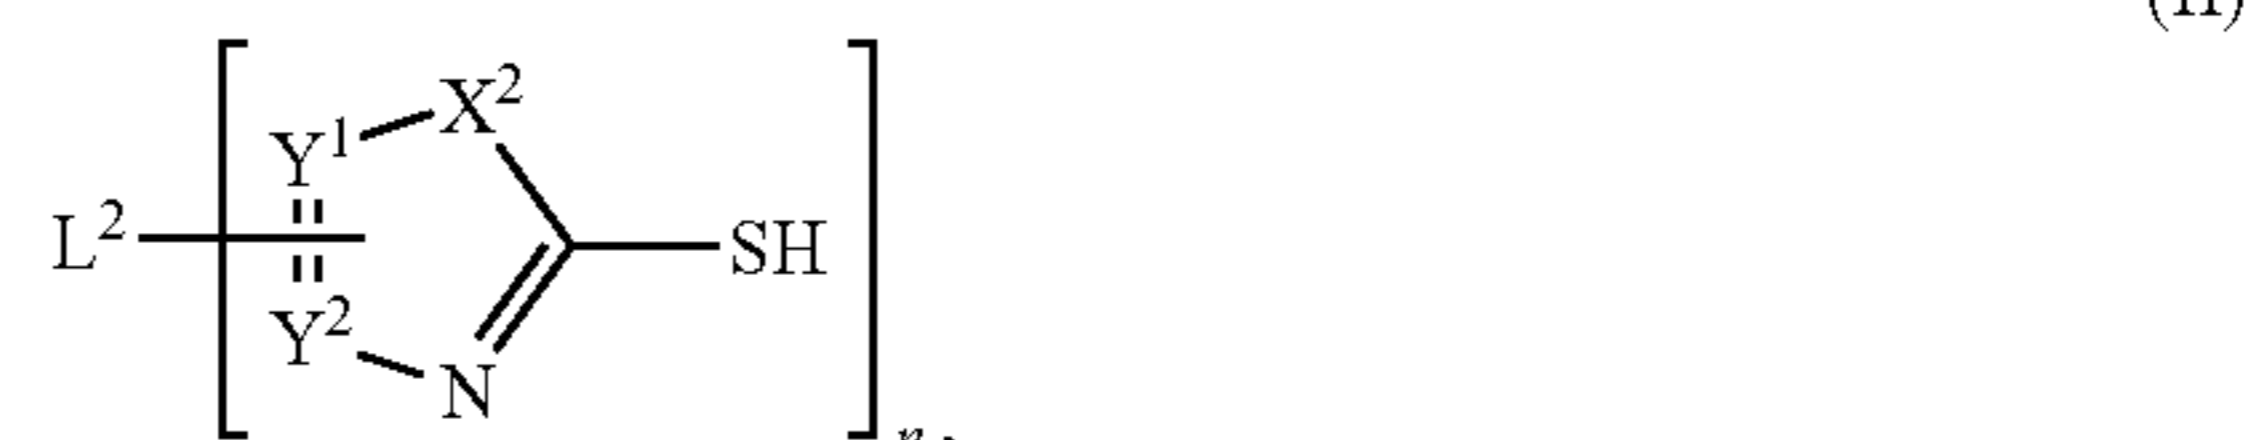 (II)
X²
Y¹
L²
SH
Y²
N
n,